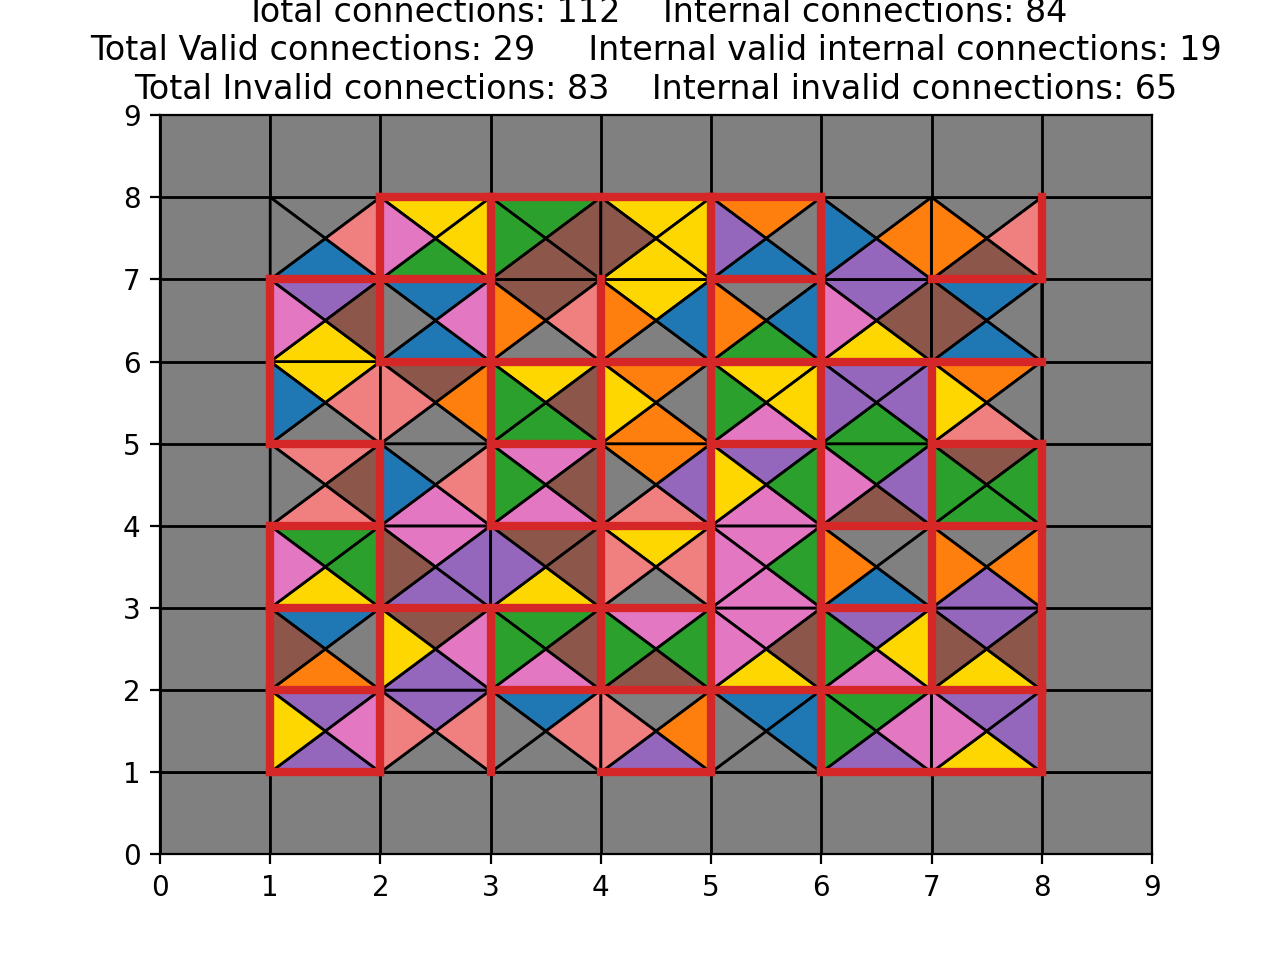 Total connections: 112 Internal connections: 84
Total Valid connections: 29 Internal valid internal connections: 19
Total Invalid connections: 83 Internal invalid connections: 65
9
8
7
6
5
4
3
2
1
0
0 1 2 3 4 5 6 7 8 9